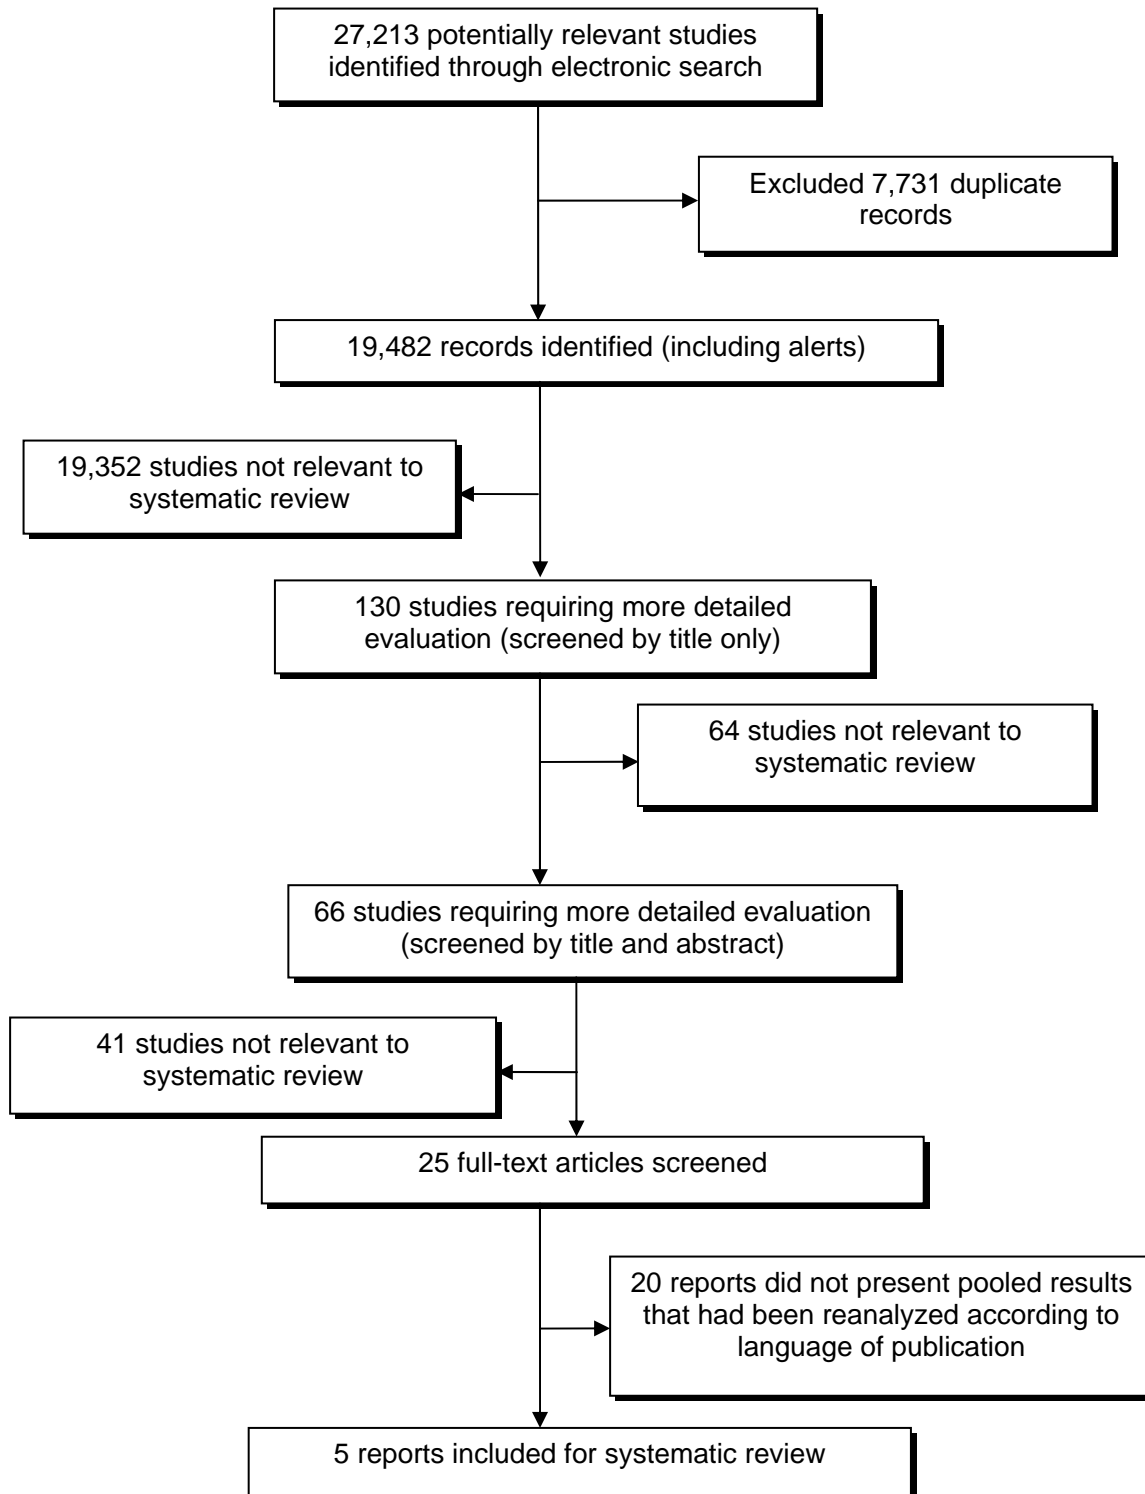 27,213 potentially relevant studies
identified through electronic search
Excluded 7,731 duplicate
records
19,482 records identified (including alerts)
19,352 studies not relevant to
systematic review
130 studies requiring more detailed
evaluation (screened by title only)
64 studies not relevant to
systematic review
66 studies requiring more detailed evaluation
(screened by title and abstract)
41 studies not relevant to
systematic review
25 full-text articles screened
20 reports did not present pooled results
that had been reanalyzed according to
language of publication
5 reports included for systematic review